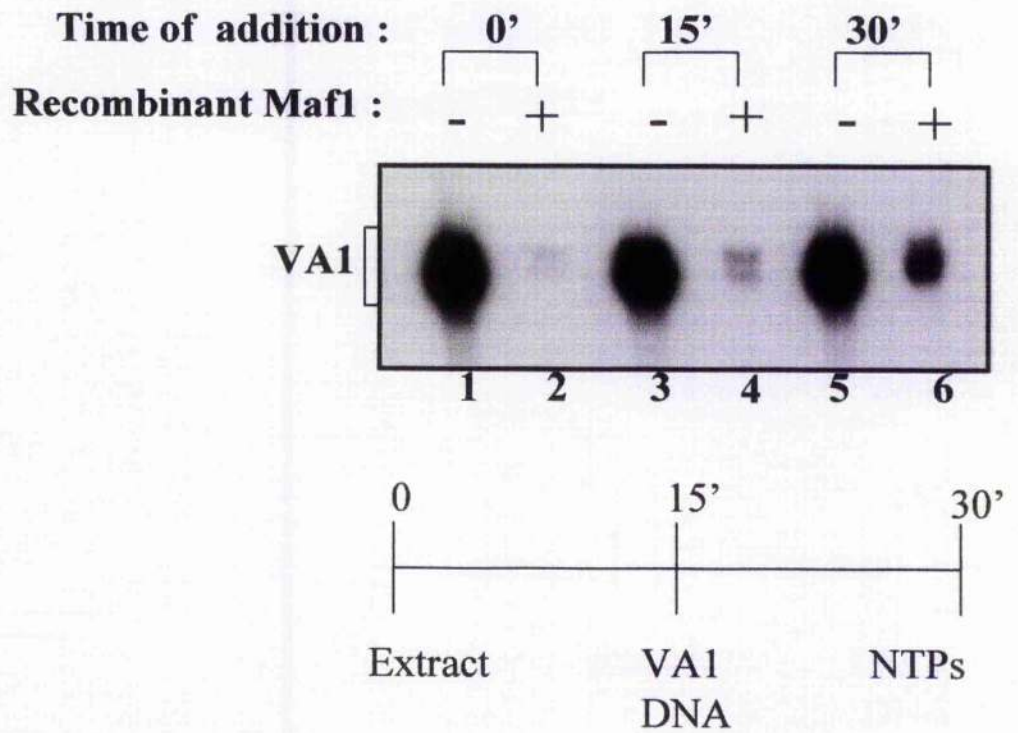 Time of addition : 0’ 15’ 30’
Recombinant Maf1 : - + - + - +
VA1
1 2 3 4 5 6
0 15’ 30’
Extract VA1 NTPs
DNA